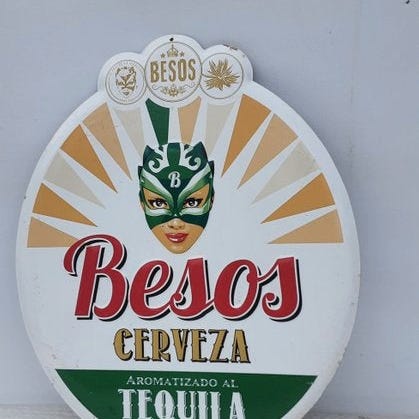 BESOS
B
Besos
CERVEZA
AROMATIZADO AL
TEQUILA